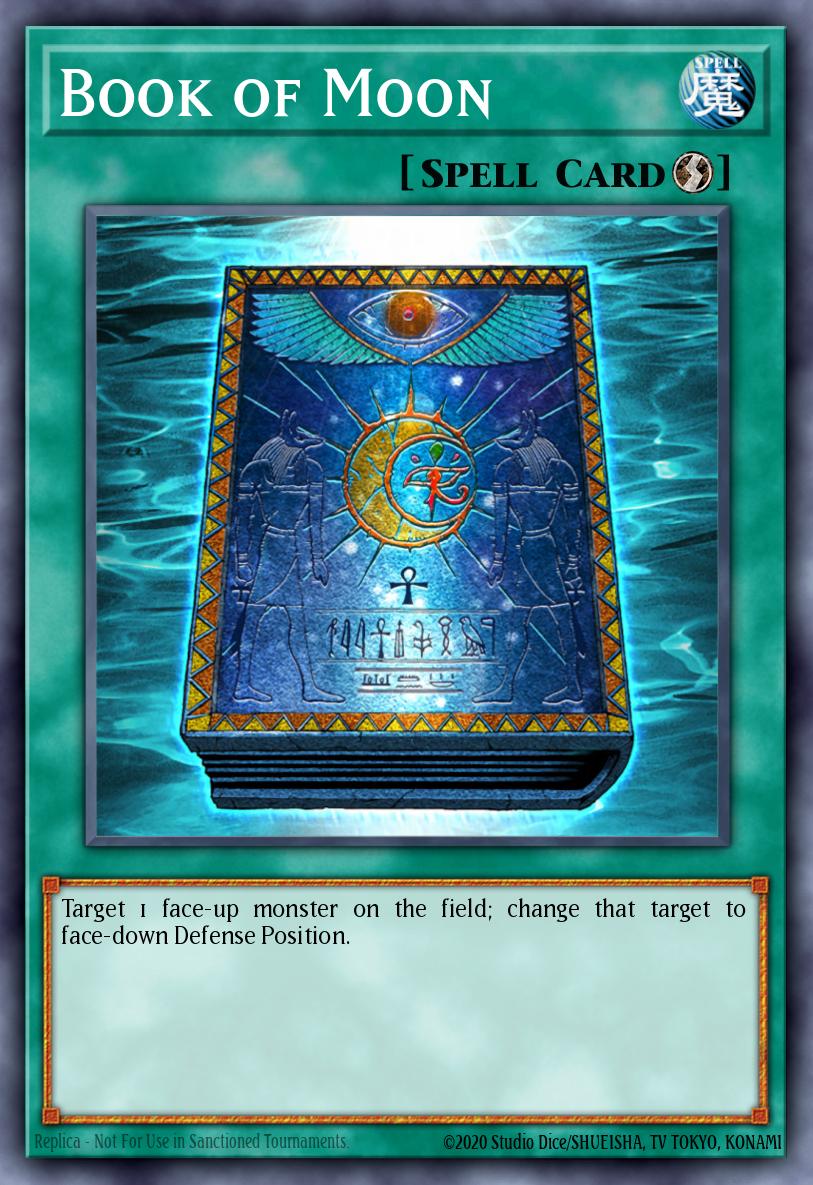 Book of Moon
SPELL
魔
[Spell Card]
Target 1 face-up monster on the field; change that target to
face-down Defense Position.
Replica - Not For Use in Sanctioned Tournaments.
©2020 Studio Dice/SHUEISHA, TV TOKYO, KONAMI